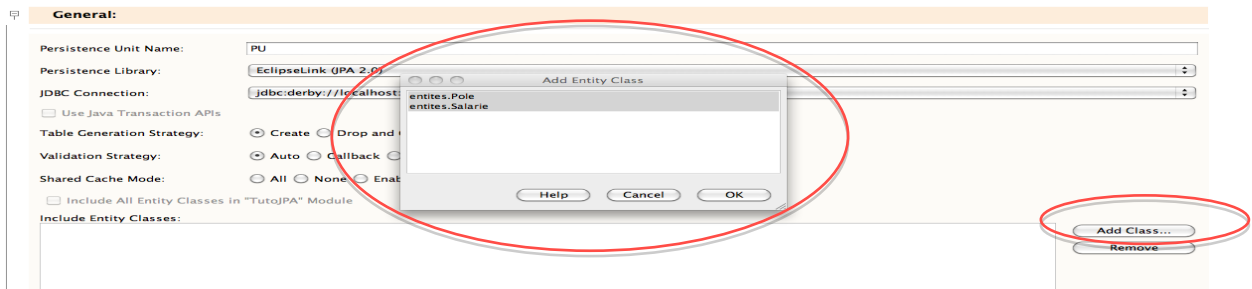 General:
Persistence Unit Name: PU
Persistence Library: EclipseLink (JPA 2.0)
Add Entity Class
JDBC Connection: jdbc:derby://localhost:
entites.Pole
entites.Salarie
Use Java Transaction APIs
Table Generation Strategy: Create Drop and
Validation Strategy: Auto Callback
Shared Cache Mode: All None Enab
Help Cancel OK
Include All Entity Classes in "TutoJPA" Module
Include Entity Classes:
Add Class...
Remove